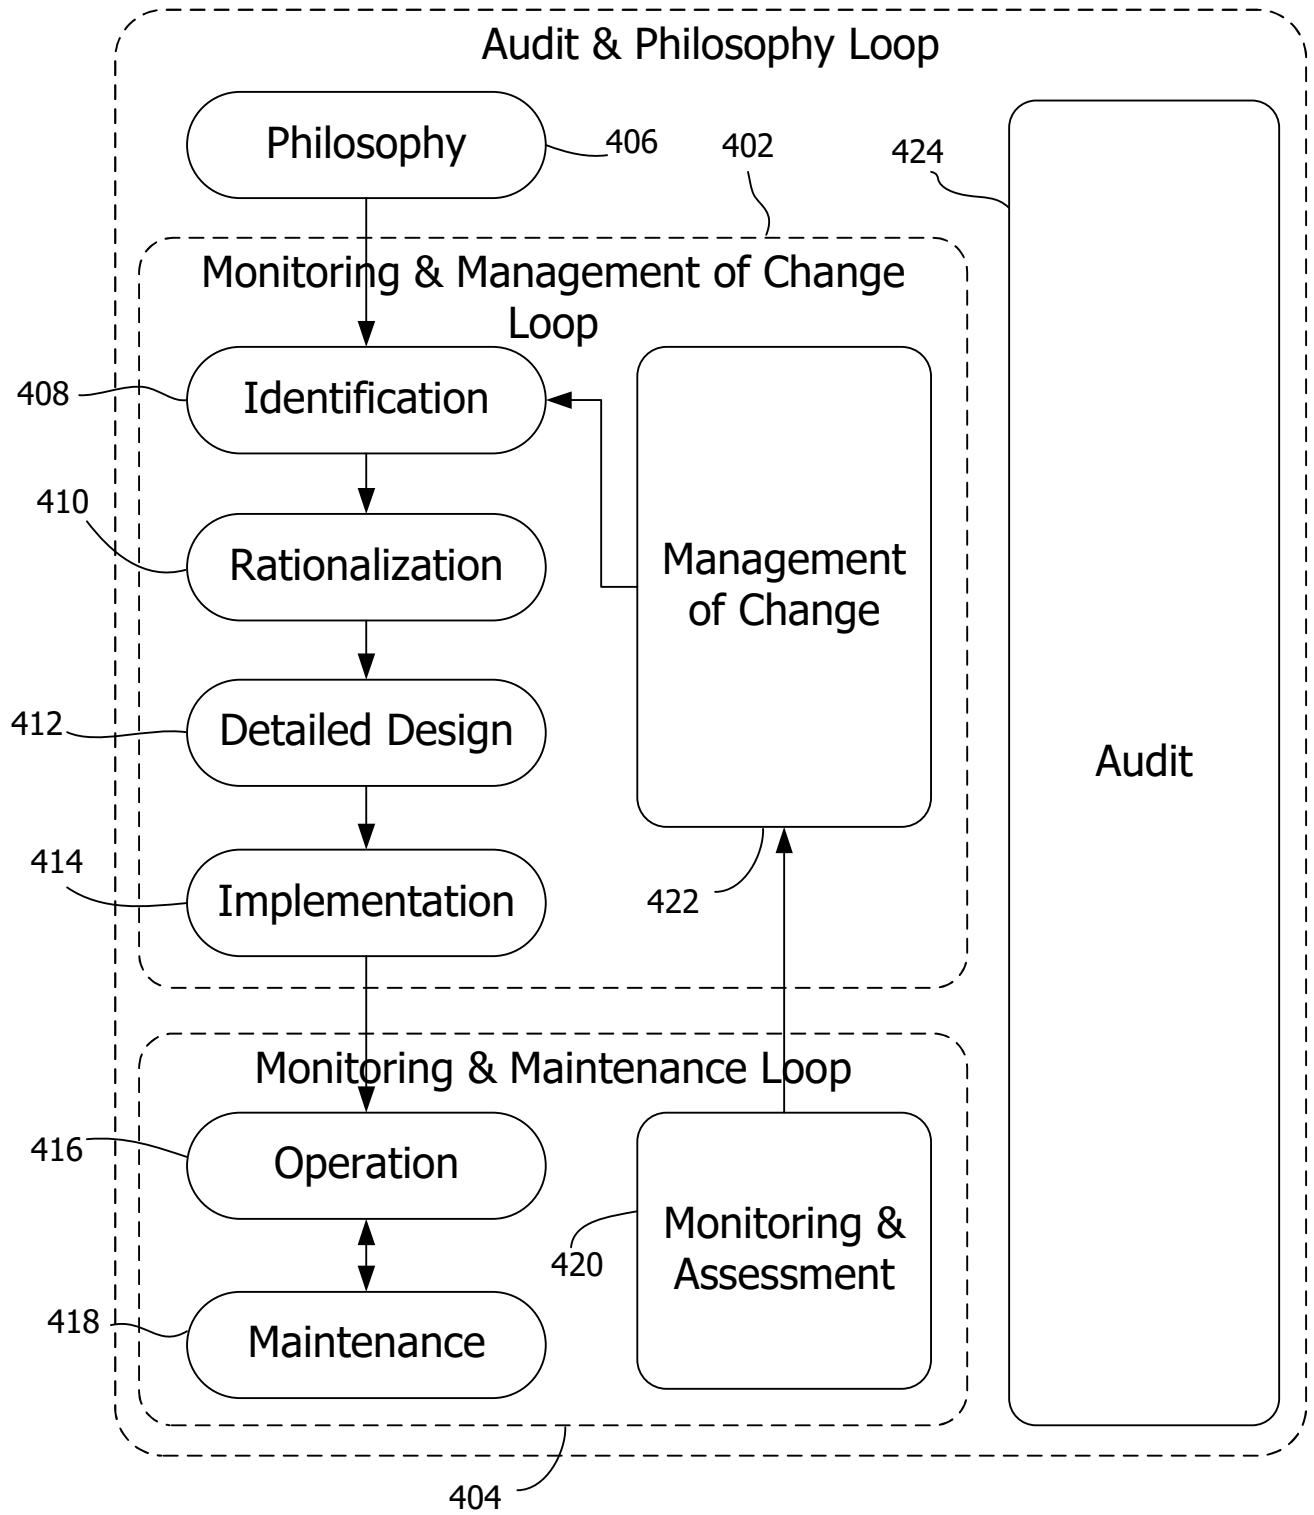 Audit & Philosophy Loop
Philosophy
406
402
424
Monitoring & Management of Change
Loop
408
Identification
410
Rationalization
Management
of Change
412
Detailed Design
Audit
414
Implementation
422
Monitoring & Maintenance Loop
416
Operation
420
Monitoring &
Assessment
418
Maintenance
404